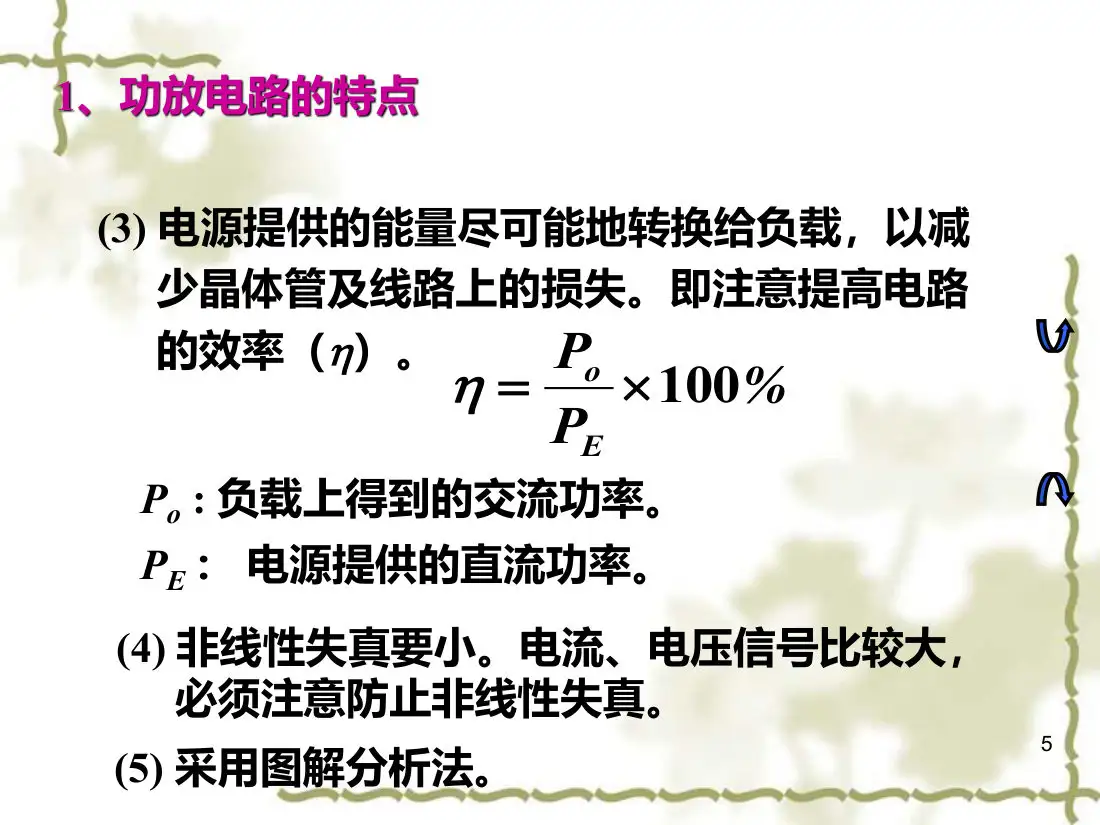 1、功放电路的特点
(3) 电源提供的能量尽可能地转换给负载，以减
少晶体管及线路上的损失。即注意提高电路
的效率（η）。
η = Po / PE ×100%
Po : 负载上得到的交流功率。
PE : 电源提供的直流功率。
(4) 非线性失真要小。电流、电压信号比较大，
必须注意防止非线性失真。
(5) 采用图解分析法。
5